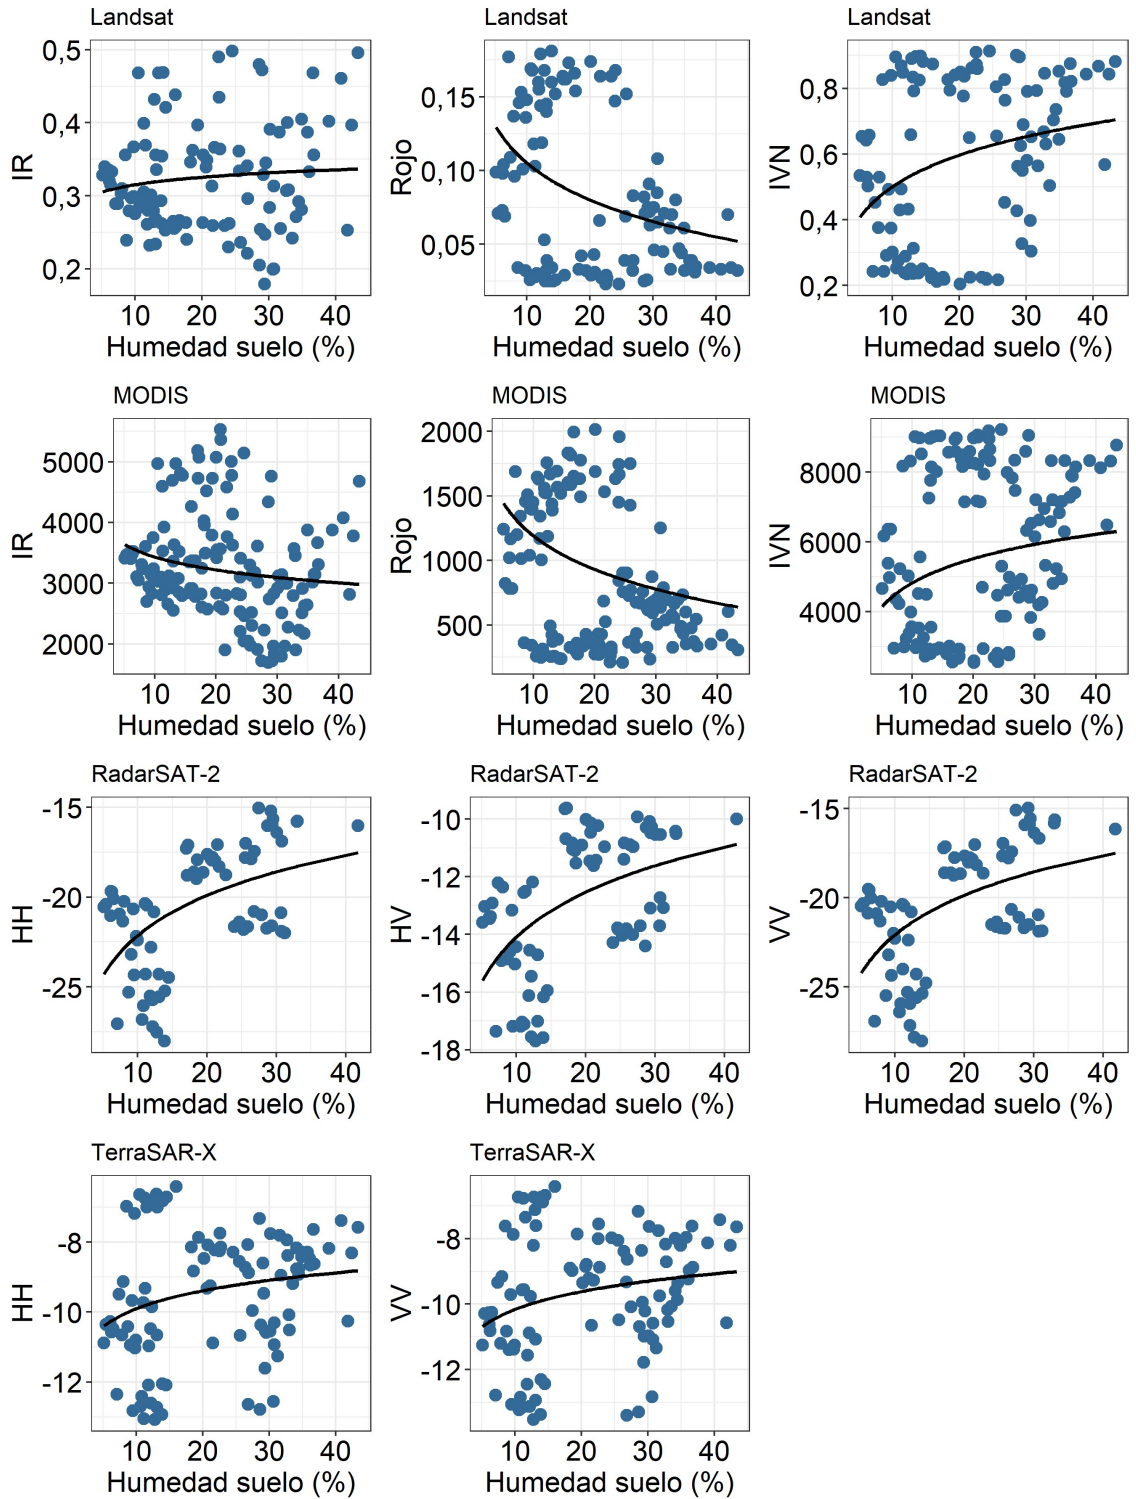 Landsat
IR
0,5
0,4
0,3
0,2
10 20 30 40
Humedad suelo (%)
Landsat
Rojo
0,15
0,10
0,05
10 20 30 40
Humedad suelo (%)
Landsat
IVN
0,8
0,6
0,4
0,2
10 20 30 40
Humedad suelo (%)
MODIS
IR
5000
4000
3000
2000
10 20 30 40
Humedad suelo (%)
MODIS
Rojo
2000
1500
1000
500
10 20 30 40
Humedad suelo (%)
MODIS
IVN
8000
6000
4000
10 20 30 40
Humedad suelo (%)
RadarSAT-2
HH
-15
-20
-25
10 20 30 40
Humedad suelo (%)
RadarSAT-2
HV
-10
-12
-14
-16
-18
10 20 30 40
Humedad suelo (%)
RadarSAT-2
VV
-15
-20
-25
10 20 30 40
Humedad suelo (%)
TerraSAR-X
HH
-8
-10
-12
10 20 30 40
Humedad suelo (%)
TerraSAR-X
VV
-8
-10
-12
10 20 30 40
Humedad suelo (%)